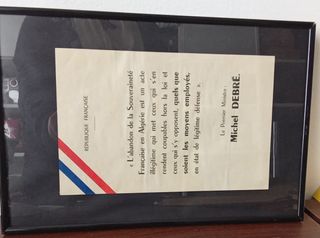 RÉPUBLIQUE FRANÇAISE
« L'abandon de la Souveraineté
Française en Algérie est un acte
illégitime qui met ceux qui s'en
rendent coupables hors la loi et
ceux qui s'y opposent, quels que
soient les moyens employés,
en état de légitime défense ».
Le Premier Ministre :
Michel DEBRÉ.